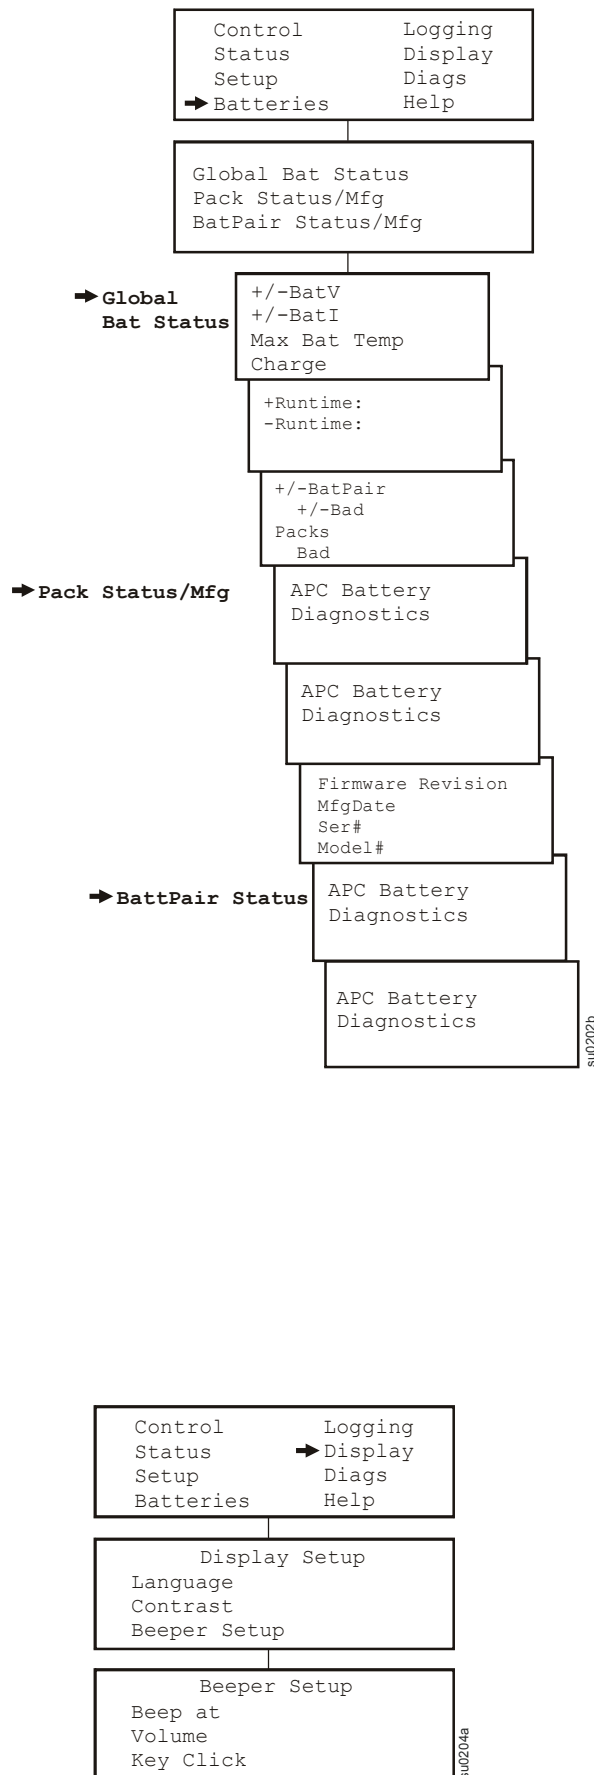 Control Logging
Status Display
Setup Diags
Batteries Help
Global Bat Status
Pack Status/Mfg
BatPair Status/Mfg
Global
Bat Status
+/-BatV
+/-BatI
Max Bat Temp
Charge
+Runtime:
-Runtime:
+/-BatPair
+/-Bad
Packs
Bad
Pack Status/Mfg
APC Battery
Diagnostics
APC Battery
Diagnostics
Firmware Revision
MfgDate
Ser#
Model#
BattPair Status
APC Battery
Diagnostics
APC Battery
Diagnostics
su0202b
Control Logging
Status Display
Setup Diags
Batteries Help
Display Setup
Language
Contrast
Beeper Setup
Beeper Setup
Beep at
Volume
Key Click
su0204a